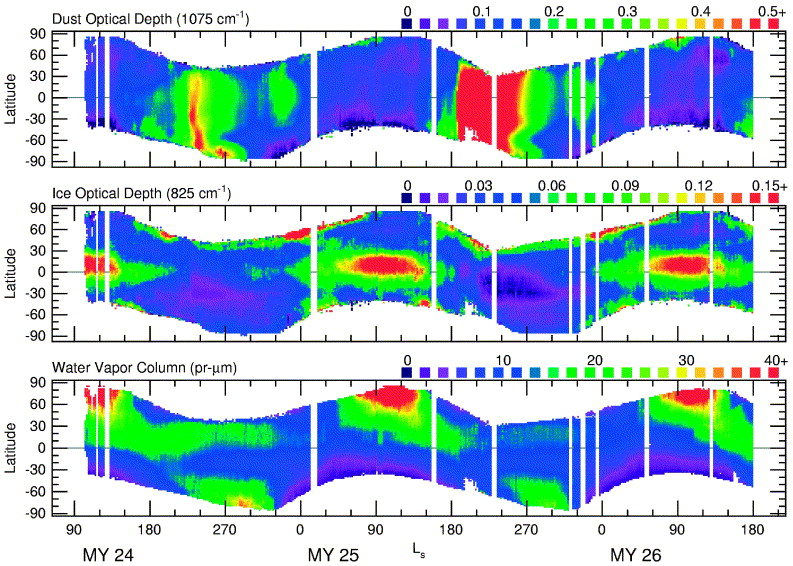 Dust Optical Depth (1075 cm⁻¹) 0 0.1 0.2 0.3 0.4 0.5+
90
60
30
0
-30
-60
-90
Latitude
Ice Optical Depth (825 cm⁻¹) 0 0.03 0.06 0.09 0.12 0.15+
90
60
30
0
-30
-60
-90
Latitude
Water Vapor Column (pr-μm) 0 10 20 30 40+
90
60
30
0
-30
-60
-90
Latitude
90 180 270 0 90 180 270 0 90 180
MY 24 MY 25 Lₛ MY 26